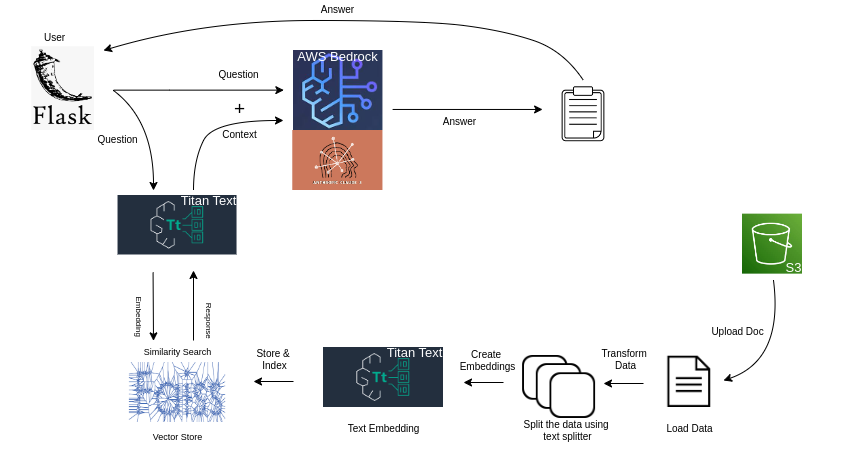 Answer
User
Flask
AWS Bedrock
Question
+
Context
Question
Answer
ANTHROPIC CLAUDE 3
Titan Text
Tt
S3
Embedding
Response
Upload Doc
Similarity Search
Store &
Index
Titan Text
Tt
Create
Embeddings
Transform
Data
Vector Store
Text Embedding
Split the data using
text splitter
Load Data